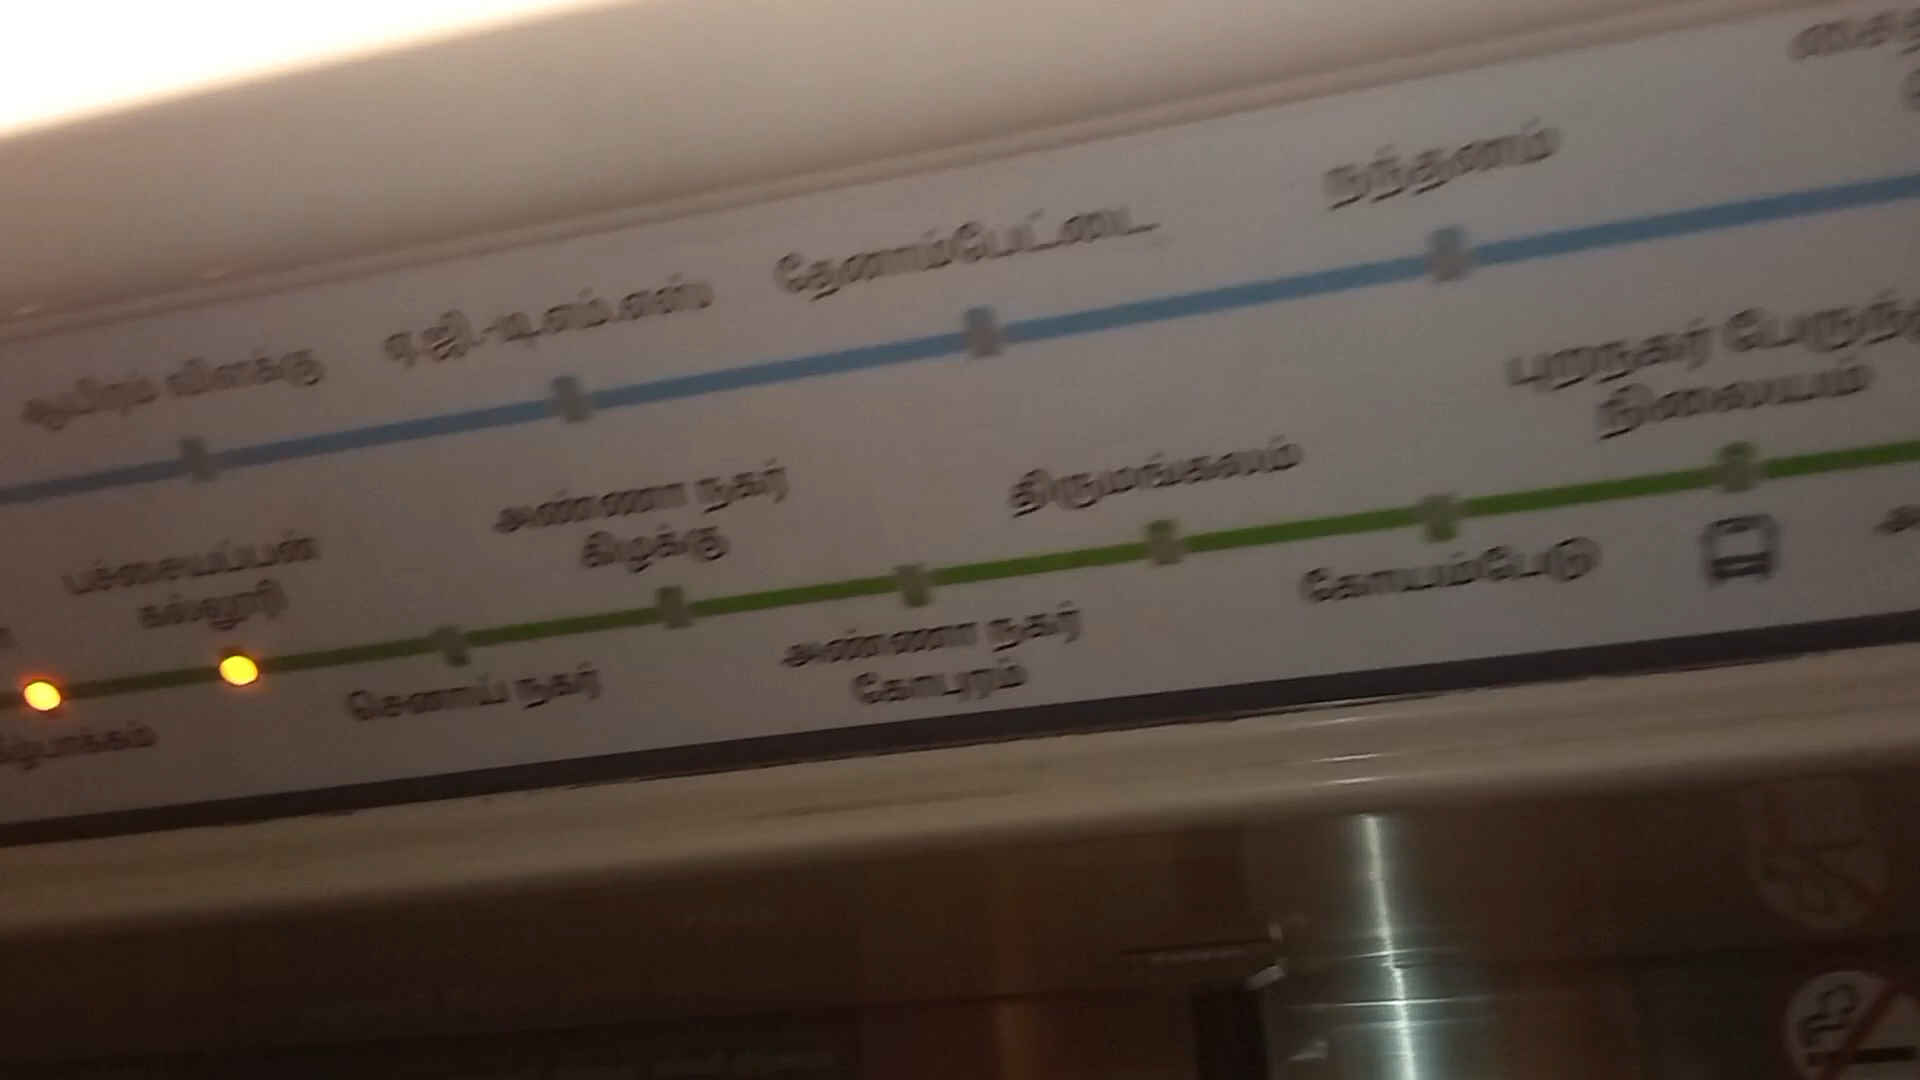 ஆயிரம் விளக்கு
ஏ.ஜி.-டி.எம்.எஸ்
தேனாம்பேட்டை
நந்தனம்
பச்சையப்பன்
கல்லூரி
செனாய் நகர்
அண்ணா நகர்
கிழக்கு
அண்ணா நகர்
கோபுரம்
திருமங்கலம்
கோயம்பேடு
புறநகர்
நிலையம்